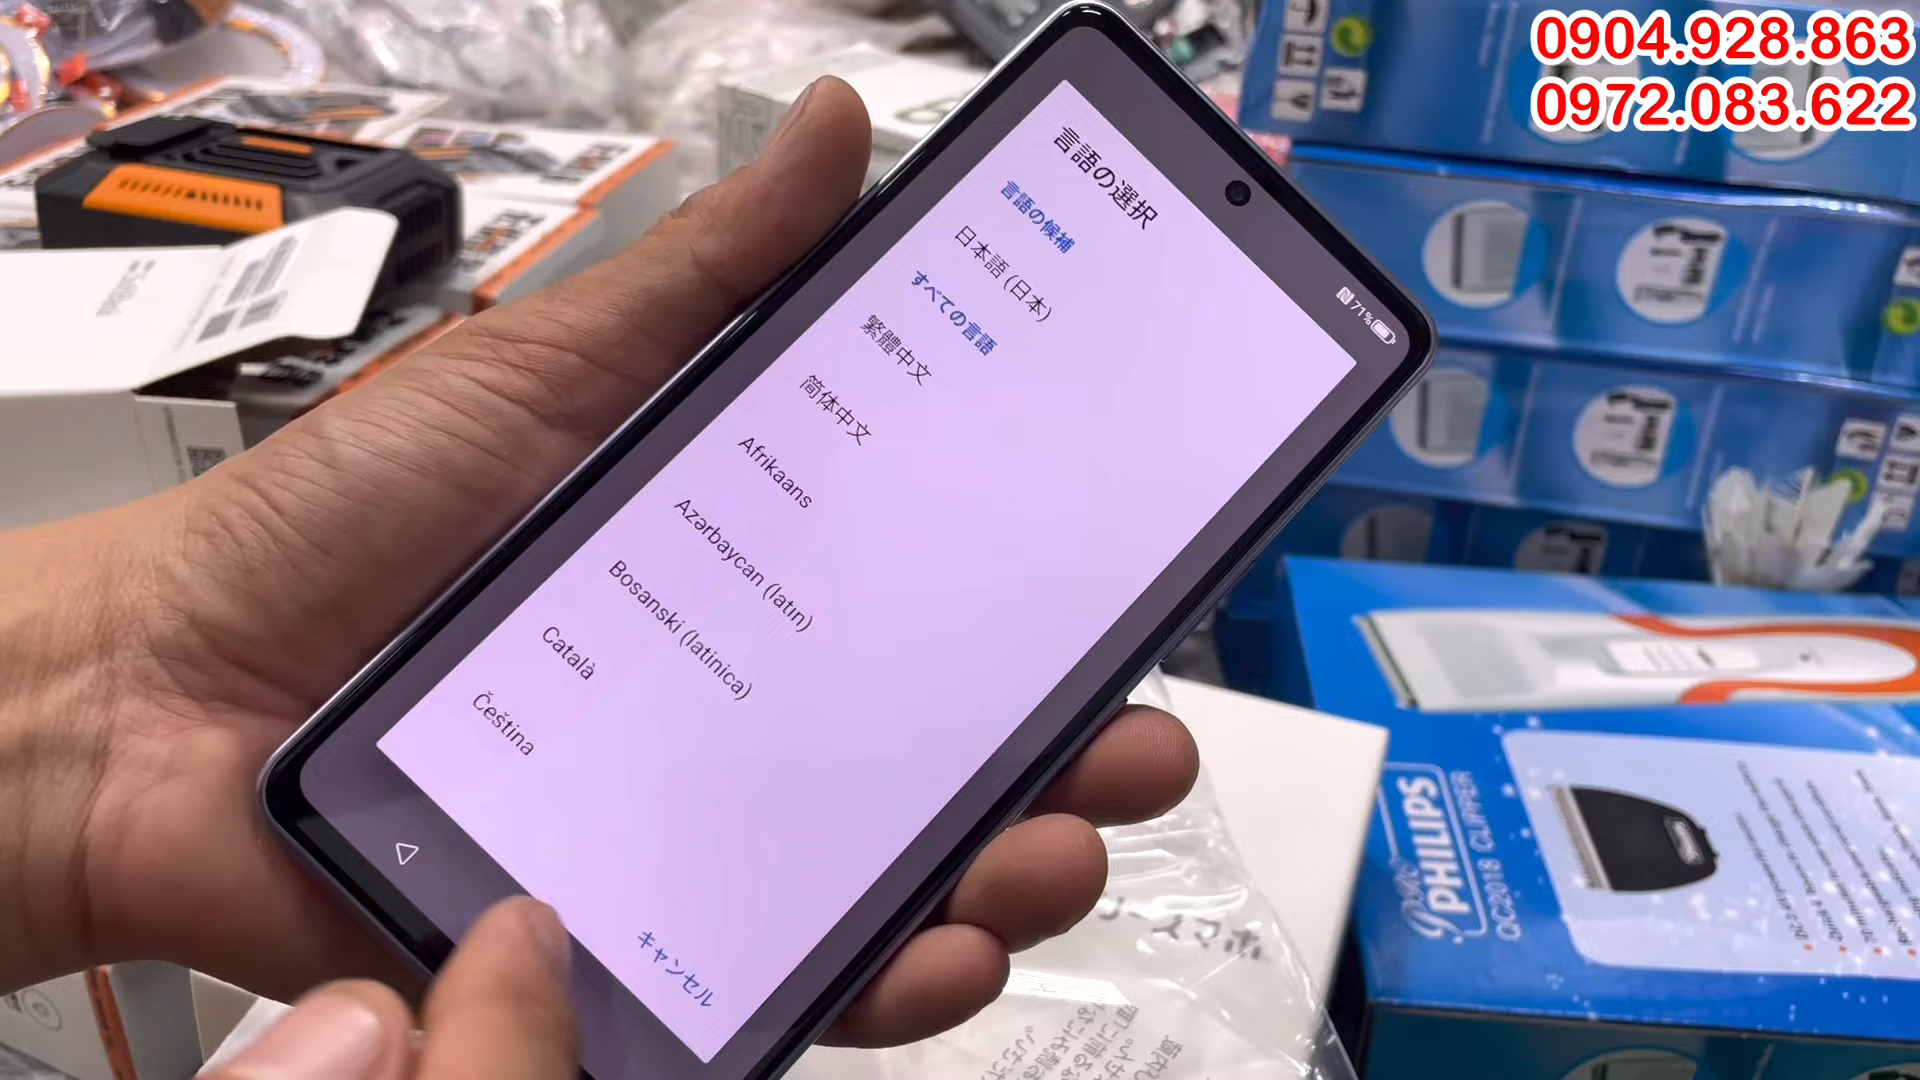 0904.928.863
0972.083.622
71%
言語の選択
言語の候補
日本語 (日本)
すべての言語
繁體中文
简体中文
Afrikaans
Azərbaycan (latın)
Bosanski (latinica)
Català
Čeština
キャンセル
PHILIPS
QC2018 CLIPPER